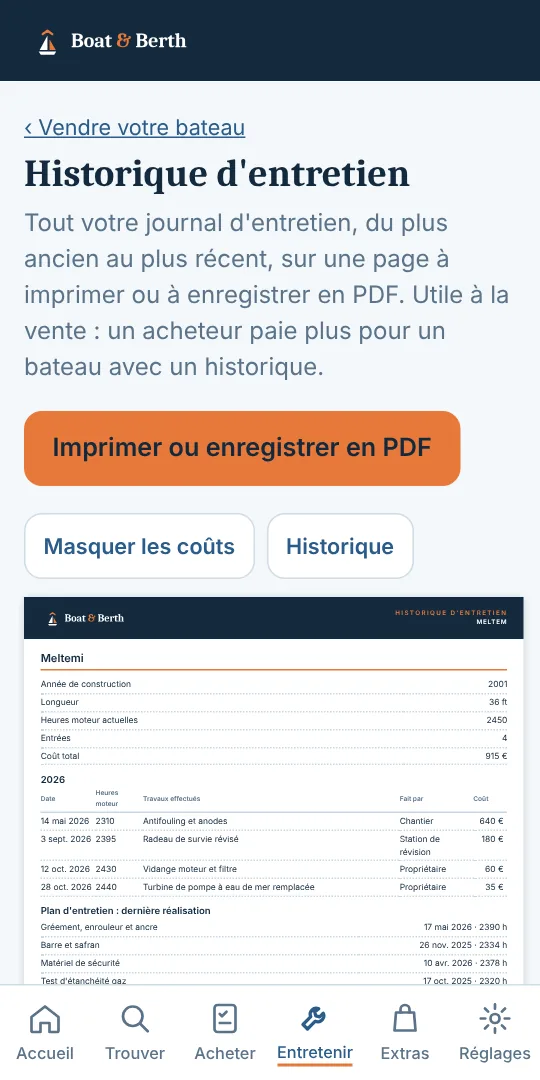 Boat & Berth
‹ Vendre votre bateau
Historique d'entretien
Tout votre journal d'entretien, du plus
ancien au plus récent, sur une page à
imprimer ou à enregistrer en PDF. Utile à la
vente : un acheteur paie plus pour un
bateau avec un historique.
Imprimer ou enregistrer en PDF
Masquer les coûts Historique
Boat & Berth HISTORIQUE D'ENTRETIEN
MELTEM
Meltemi
Année de construction 2001
Longueur 36 ft
Heures moteur actuelles 2450
Entrées 4
Coût total 915 €
2026
Date Heures moteur Travaux effectués Fait par Coût
14 mai 2026 2310 Antifouling et anodes Chantier 640 €
3 sept. 2026 2395 Radeau de survie révisé Station de révision 180 €
12 oct. 2026 2430 Vidange moteur et filtre Propriétaire 60 €
28 oct. 2026 2440 Turbine de pompe à eau de mer remplacée Propriétaire 35 €
Plan d'entretien : dernière réalisation
Gréement, enrouleur et ancre 17 mai 2026 · 2390 h
Barre et safran 26 nov. 2025 · 2334 h
Matériel de sécurité 10 avr. 2026 · 2378 h
Test d'étanchéité gaz 17 oct. 2025 · 2320 h
Accueil Trouver Acheter Entretenir Extras Réglages